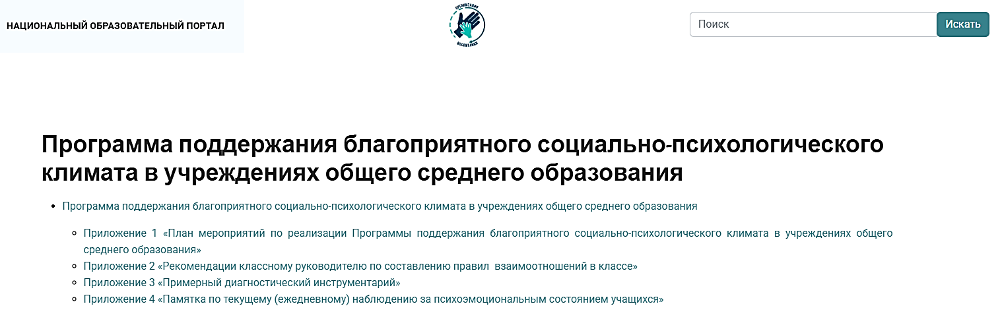 НАЦИОНАЛЬНЫЙ ОБРАЗОВАТЕЛЬНЫЙ ПОРТАЛ
ОРГАНИЗАЦИЯ
ВОСПИТАНИЯ
Поиск
Искать
Программа поддержания благоприятного социально-психологического
климата в учреждениях общего среднего образования
Программа поддержания благоприятного социально-психологического климата в учреждениях общего среднего образования
Приложение 1 «План мероприятий по реализации Программы поддержания благоприятного социально-психологического климата в учреждениях общего
среднего образования»
Приложение 2 «Рекомендации классному руководителю по составлению правил взаимоотношений в классе»
Приложение 3 «Примерный диагностический инструментарий»
Приложение 4 «Памятка по текущему (ежедневному) наблюдению за психоэмоциональным состоянием учащихся»